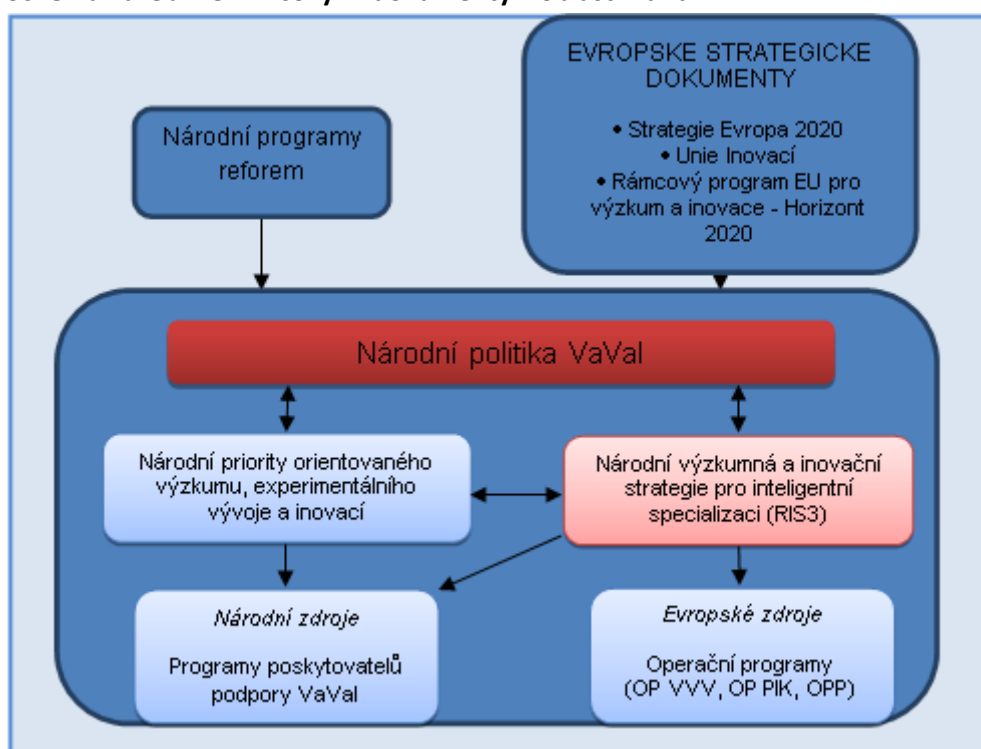 EVROPSKE STRATEGICKE
DOKUMENTY
• Strategie Evropa 2020
• Unie Inovací
• Rámcový program EU pro
výzkum a inovace - Horizont
2020
Národní programy
reforem
Národní politika VaVaI
Národní priority orientovaného
výzkumu, experimentálního
vývoje a inovací
Národní výzkumná a inovační
strategie pro inteligentní
specializaci (RIS3)
Národní zdroje
Programy poskytovatelů
podpory VaVaI
Evropské zdroje
Operační programy
(OP VVV, OP PIK, OPP)